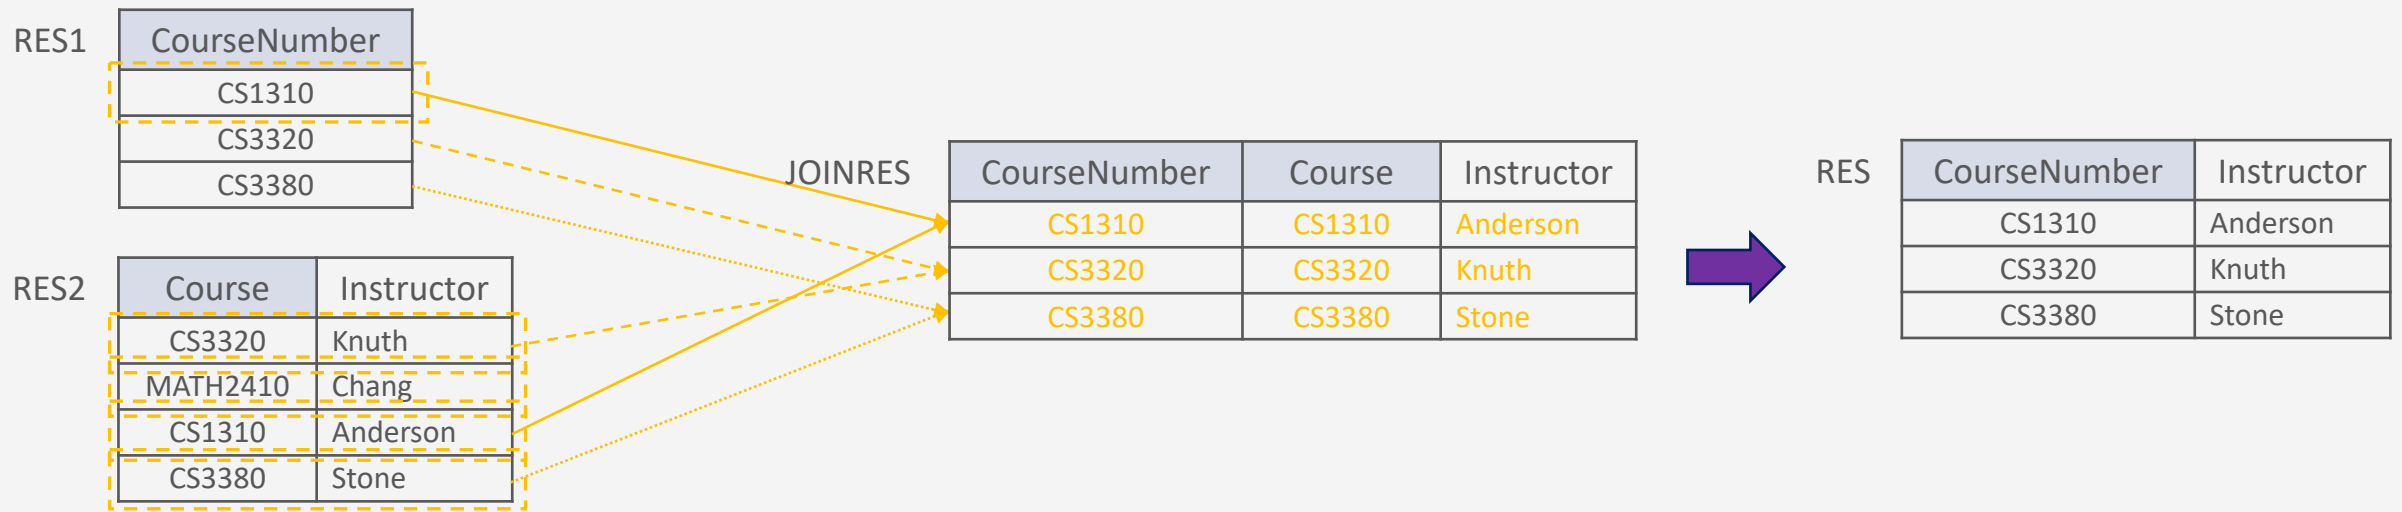 RES1
CourseNumber
CS1310
CS3320
CS3380
RES2
Course Instructor
CS3320 Knuth
MATH2410 Chang
CS1310 Anderson
CS3380 Stone
JOINRES
CourseNumber Course Instructor
CS1310 CS1310 Anderson
CS3320 CS3320 Knuth
CS3380 CS3380 Stone
RES
CourseNumber Instructor
CS1310 Anderson
CS3320 Knuth
CS3380 Stone